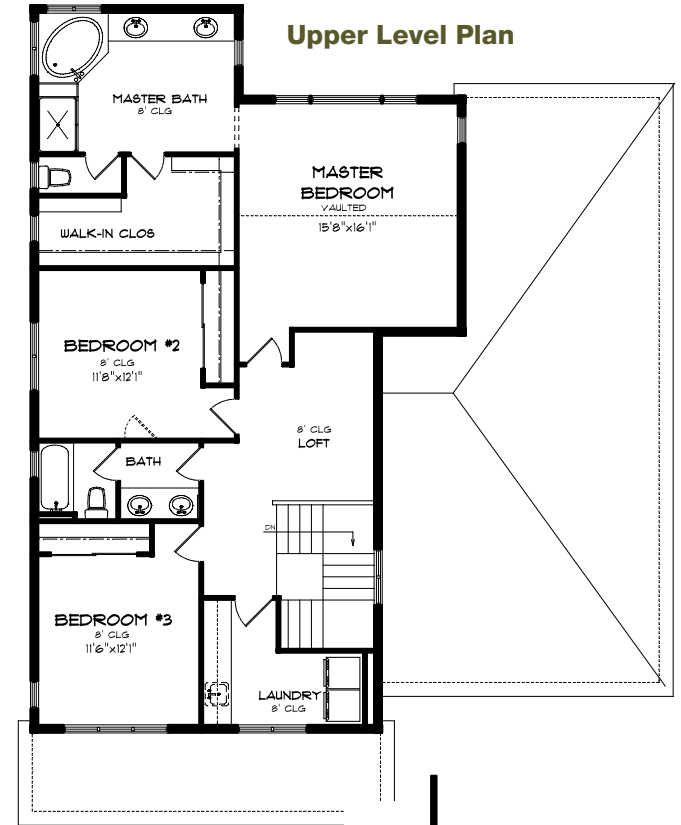 Upper Level Plan
MASTER BATH
8' CLG
MASTER
BEDROOM
VAULTED
15'8"x16'1"
WALK-IN CLOS
BEDROOM #2
8' CLG
11'8"x12'1"
8' CLG
LOFT
BATH
DN
BEDROOM #3
8' CLG
11'6"x12'1"
LAUNDRY
8' CLG